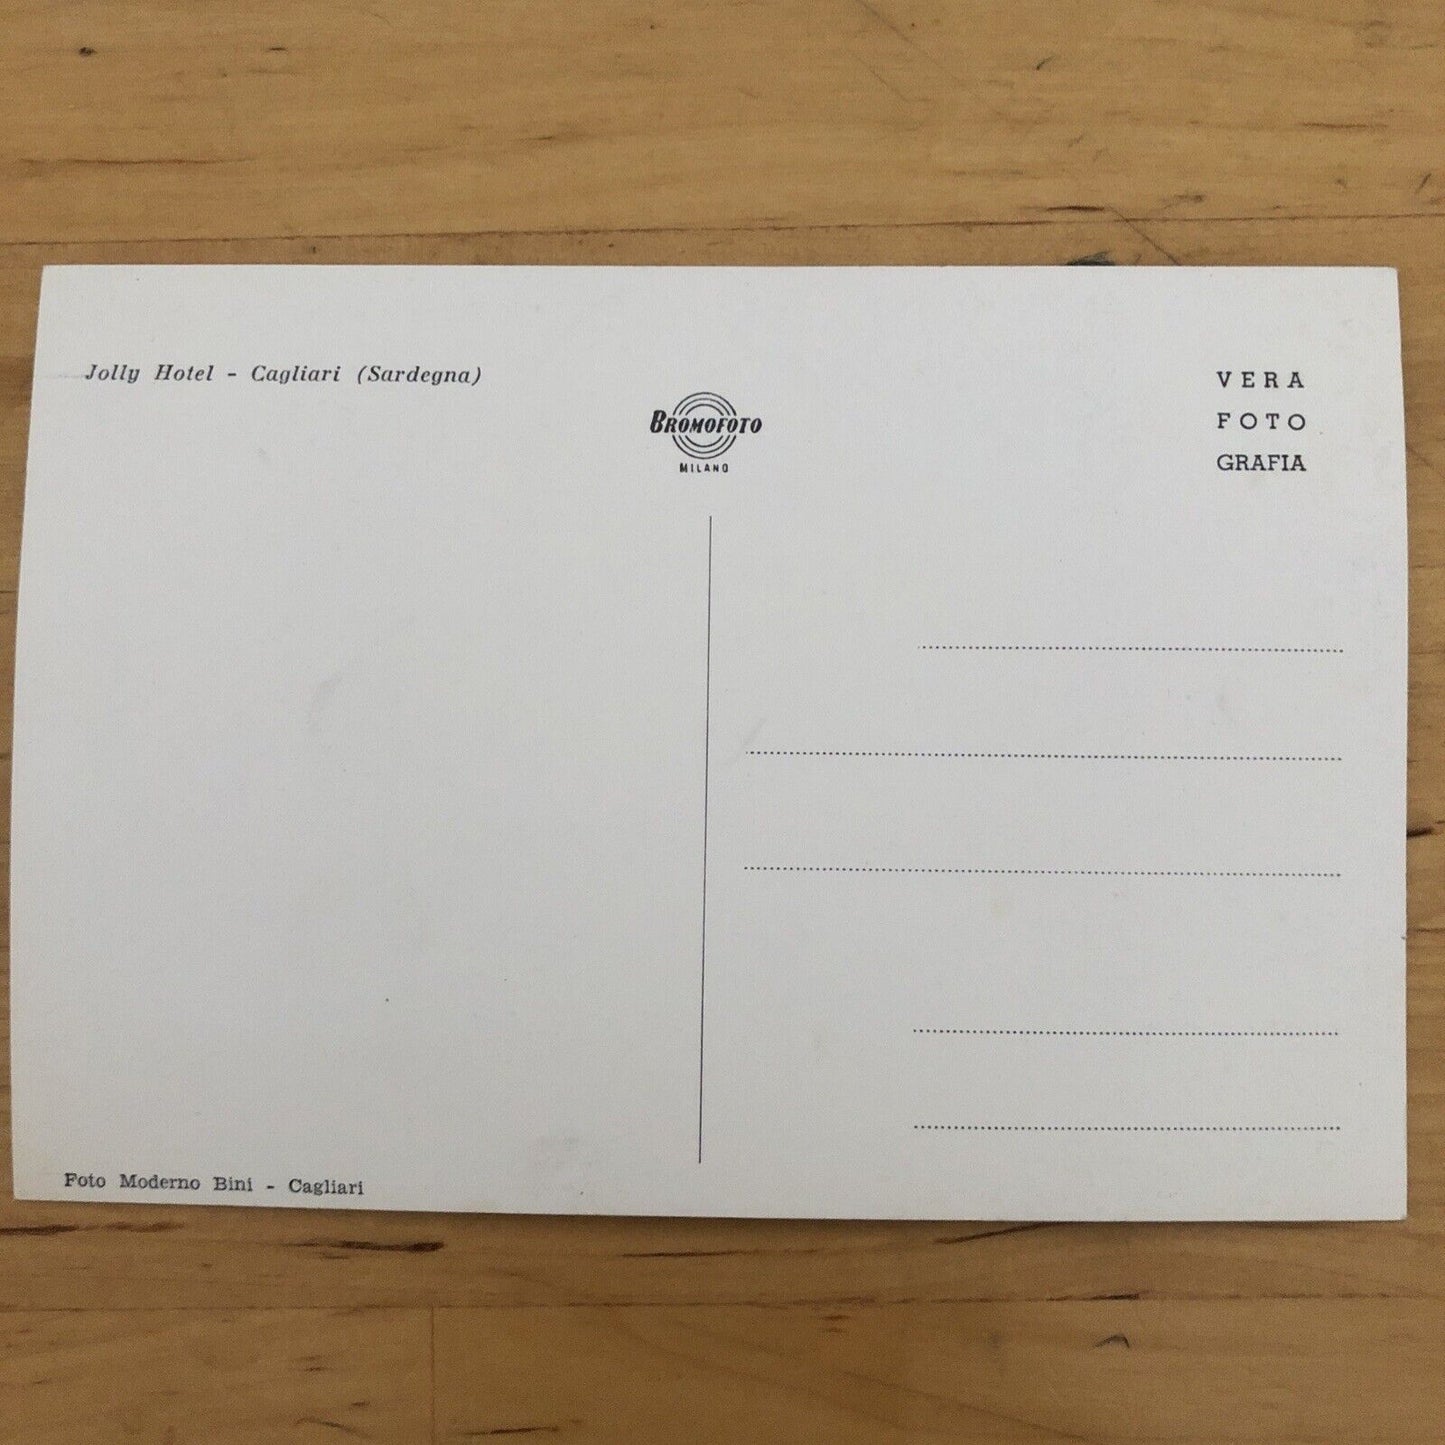 Jolly Hotel - Cagliari (Sardegna)
BROMOFOTO
MILANO
VERA
FOTO
GRAFIA
Foto Moderno Bini - Cagliari